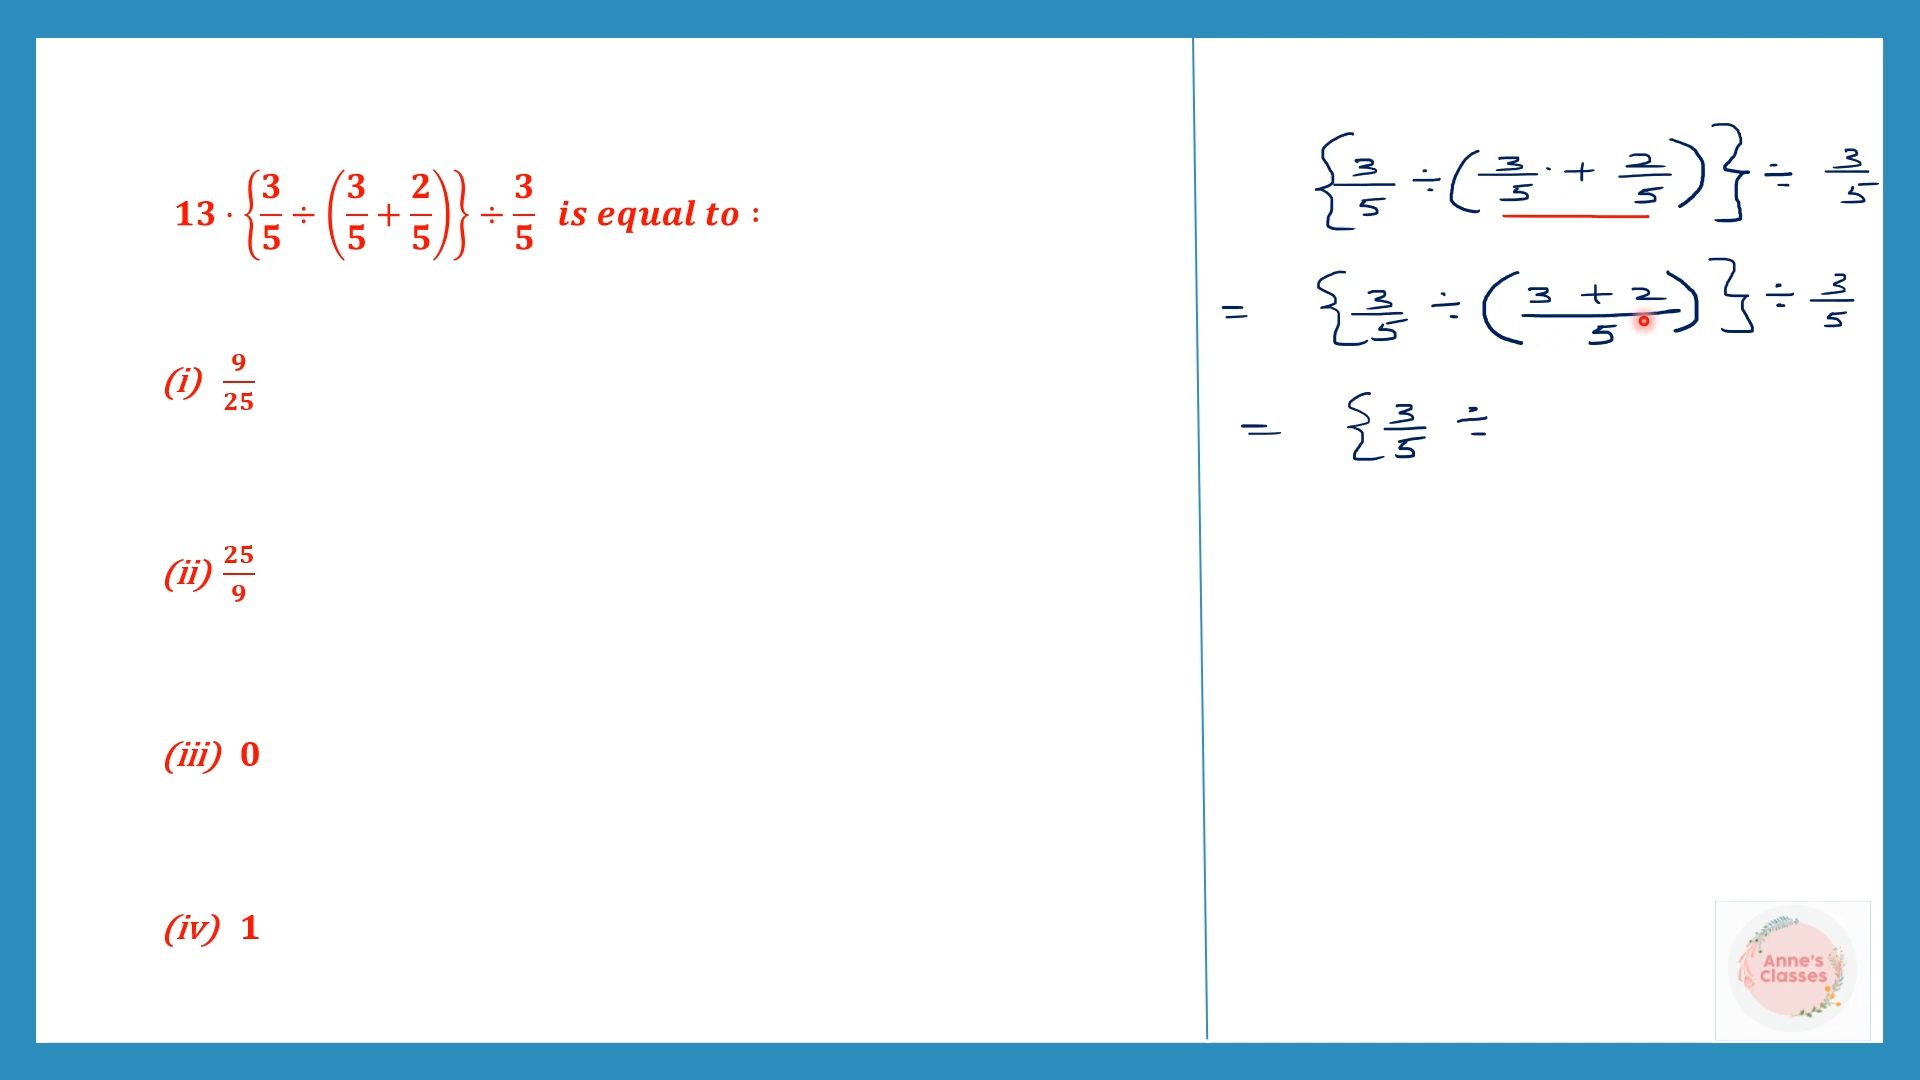 13 · {3/5 ÷ (3/5 + 2/5)} ÷ 3/5 is equal to :
(i) 9/25
(ii) 25/9
(iii) 0
(iv) 1
{3/5 ÷ (3/5 · + 2/5)} ÷ 3/5
= {3/5 ÷ (3 + 2/5)} ÷ 3/5
= {3/5 ÷
Anne's
Classes